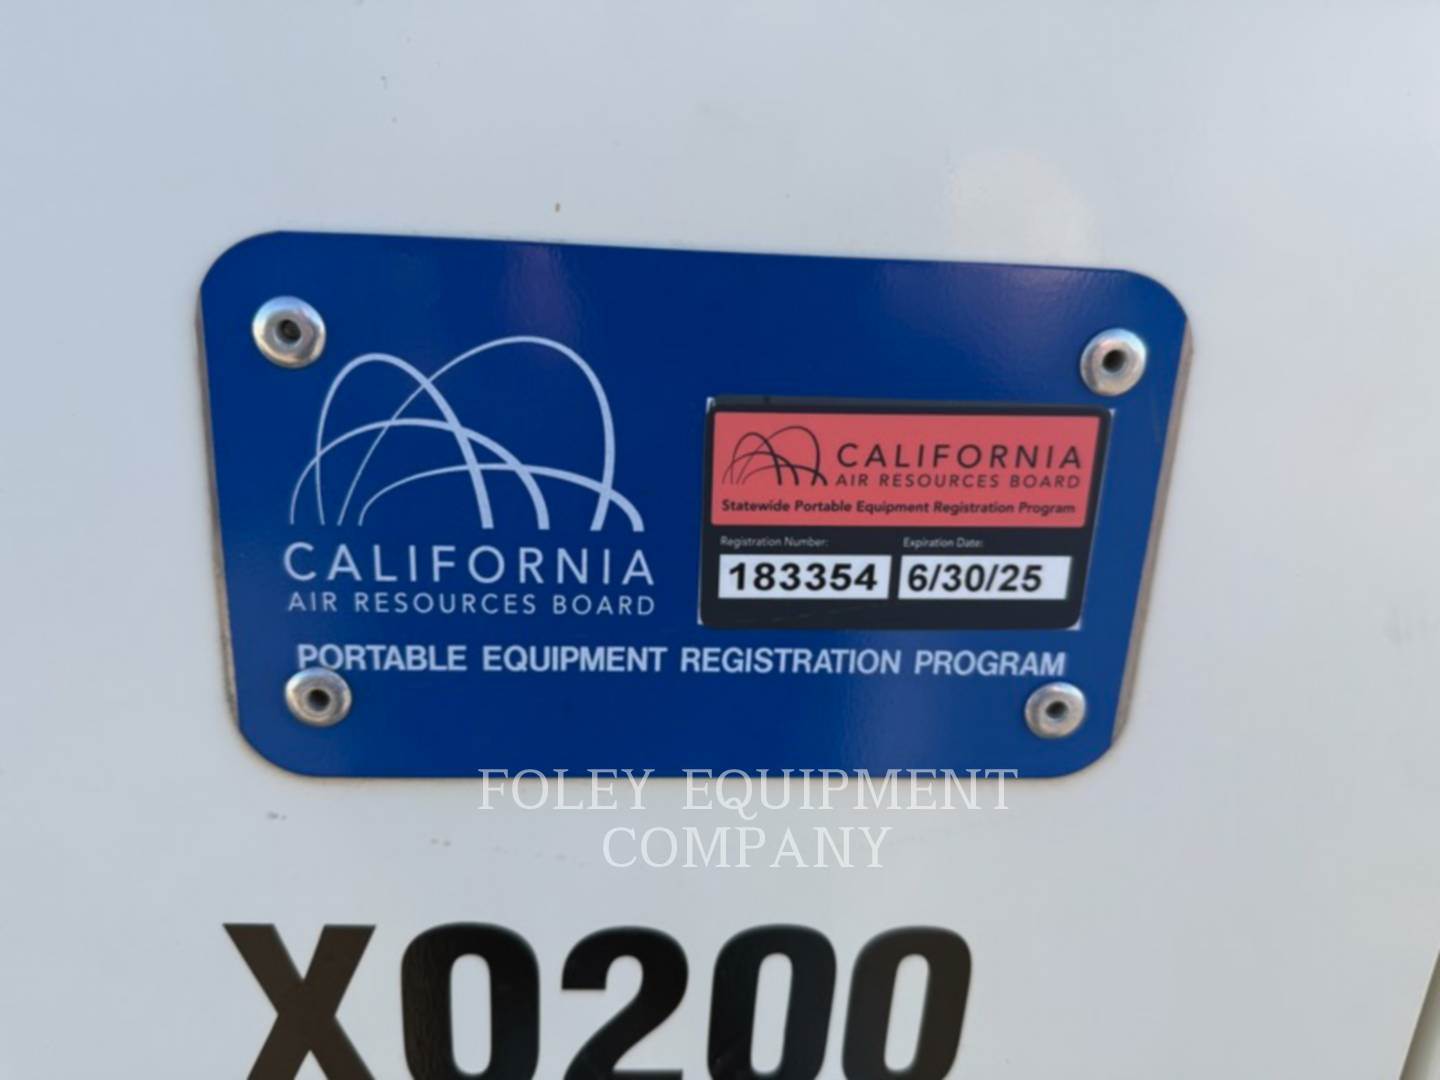 CALIFORNIA
AIR RESOURCES BOARD
PORTABLE EQUIPMENT REGISTRATION PROGRAM
CALIFORNIA
AIR RESOURCES BOARD
Statewide Portable Equipment Registration Program
Registration Number: Expiration Date:
183354 6/30/25
FOLEY EQUIPMENT
COMPANY
X0200